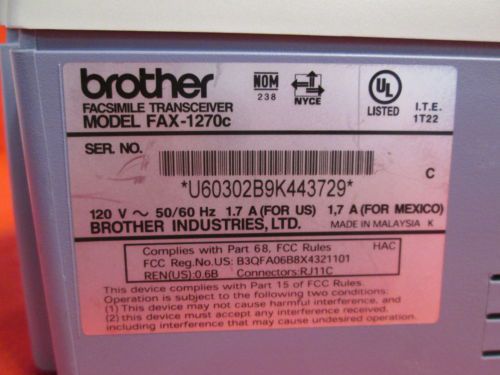 brother
NOM
238
NYCE
UL
LISTED
I.T.E.
1T22
FACSIMILE TRANSCEIVER
MODEL FAX-1270c
SER. NO.
*U60302B9K443729*
C
120 V ~ 50/60 Hz 1.7 A (FOR US) 1,7 A (FOR MEXICO)
BROTHER INDUSTRIES, LTD. MADE IN MALAYSIA K
Complies with Part 68, FCC Rules HAC
FCC Reg.No.US: B3QFA06B8X4321101
REN(US):0.6B Connectors:RJ11C
This device complies with Part 15 of FCC Rules.
Operation is subject to the following two conditions:
(1) This device may not cause harmful interference, and
(2) this device must accept any interference received,
including interference that may cause undesired
operation.